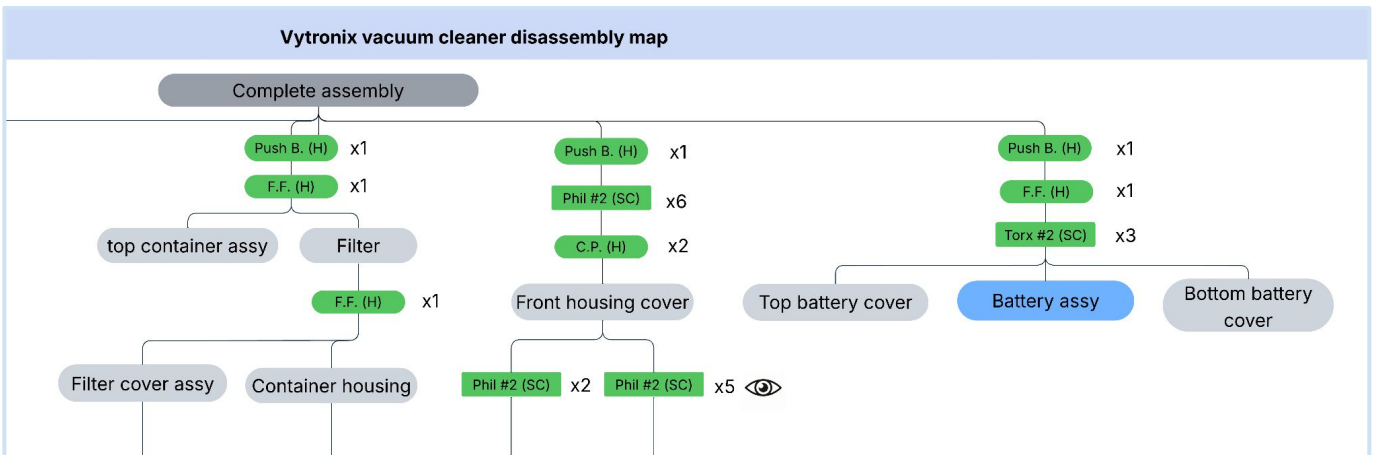 Vytronix vacuum cleaner disassembly map
Complete assembly
Push B. (H) x1
Push B. (H) x1
Push B. (H) x1
F.F. (H) x1
Phil #2 (SC) x6
F.F. (H) x1
top container assy
Filter
C.P. (H) x2
Torx #2 (SC) x3
F.F. (H) x1
Front housing cover
Top battery cover
Battery assy
Bottom battery
cover
Filter cover assy
Container housing
Phil #2 (SC) x2
Phil #2 (SC) x5